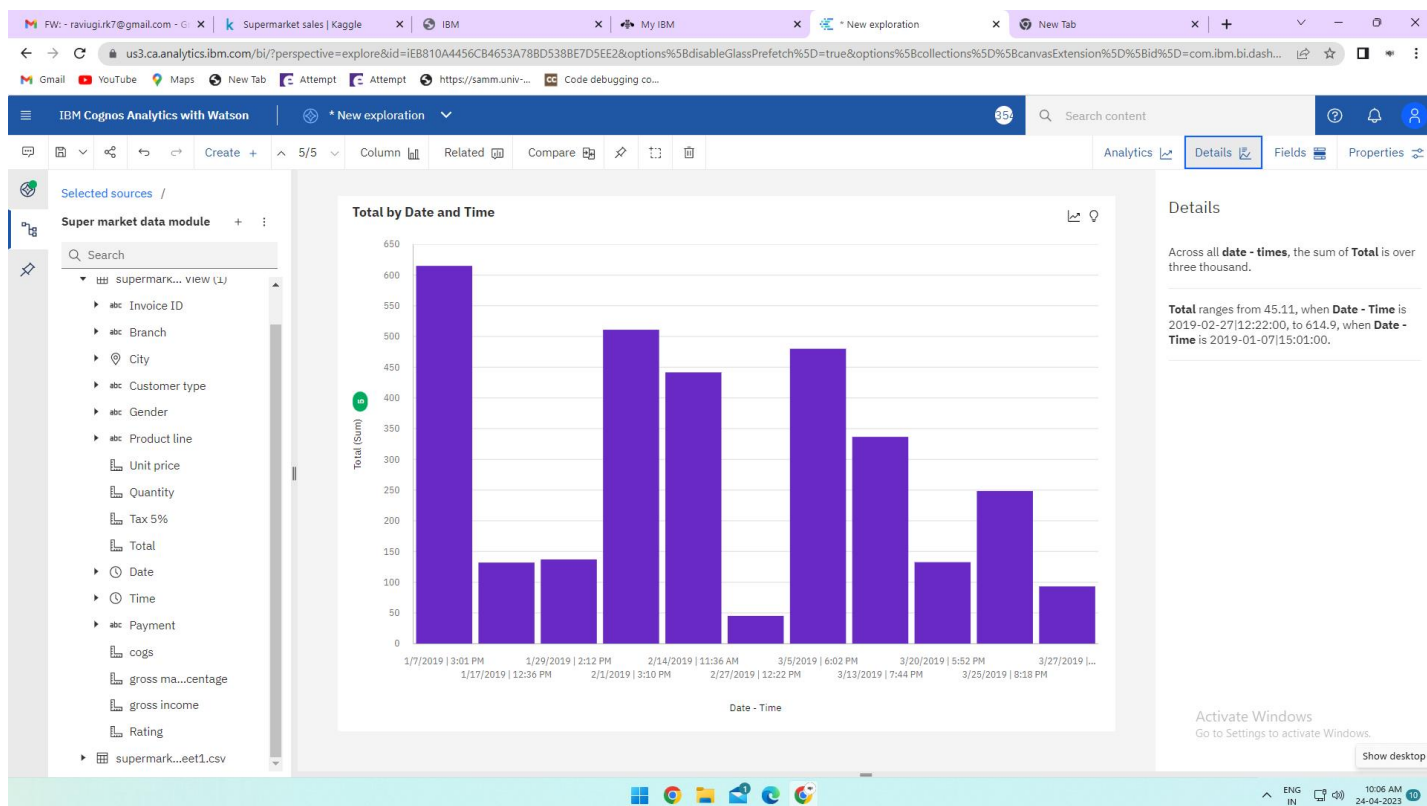 FW: - raviugi.rk7@gmail.com - G
Supermarket sales | Kaggle
IBM
My IBM
* New exploration
New Tab
us3.ca.analytics.ibm.com/bi/?perspective=explore&id=iEB810A4456CB4653A78BD538BE7D5EE2&options%5BdisableGlassPrefetch%5D=true&options%5Bcollections%5D%5BcanvasExtension%5D%5Bid%5D=com.ibm.bi.dash...
Gmail
YouTube
Maps
New Tab
Attempt
Attempt
https://samm.univ-...
Code debugging co...
IBM Cognos Analytics with Watson
* New exploration
354
Search content
Create +
5/5
Column
Related
Compare
Analytics
Details
Fields
Properties
Selected sources /
Super market data module
Search
supermark... View (1)
abc Invoice ID
abc Branch
City
abc Customer type
abc Gender
abc Product line
Unit price
Quantity
Tax 5%
Total
Date
Time
abc Payment
cogs
gross ma...centage
gross income
Rating
supermark...eet1.csv
Total by Date and Time
650
600
550
500
450
400
350
300
250
200
150
100
50
0
Total (Sum)
1/7/2019 | 3:01 PM
1/17/2019 | 12:36 PM
1/29/2019 | 2:12 PM
2/1/2019 | 3:10 PM
2/14/2019 | 11:36 AM
2/27/2019 | 12:22 PM
3/5/2019 | 6:02 PM
3/13/2019 | 7:44 PM
3/20/2019 | 5:52 PM
3/25/2019 | 8:18 PM
3/27/2019 |...
Date - Time
Details
Across all date - times, the sum of Total is over
three thousand.
Total ranges from 45.11, when Date - Time is
2019-02-27|12:22:00, to 614.9, when Date -
Time is 2019-01-07|15:01:00.
Activate Windows
Go to Settings to activate Windows.
Show desktop
ENG
IN
10:06 AM
24-04-2023
10